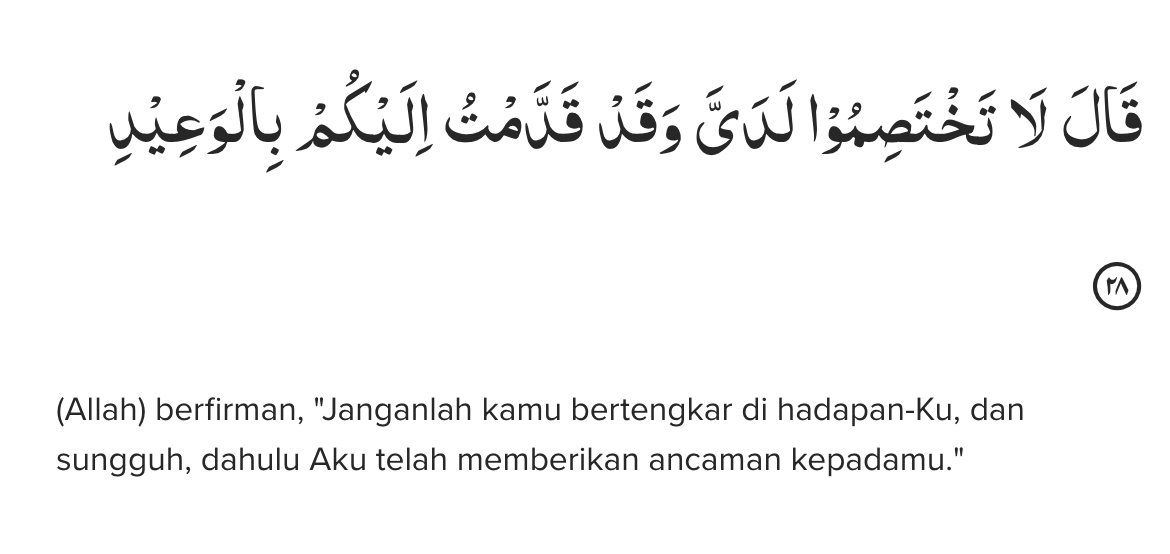 قَالَ لَا تَخْتَصِمُوْا لَدَيَّ وَقَدْ قَدَّمْتُ اِلَيْكُمْ بِالْوَعِيْدِ
٢٨
(Allah) berfirman, "Janganlah kamu bertengkar di hadapan-Ku, dan
sungguh, dahulu Aku telah memberikan ancaman kepadamu."